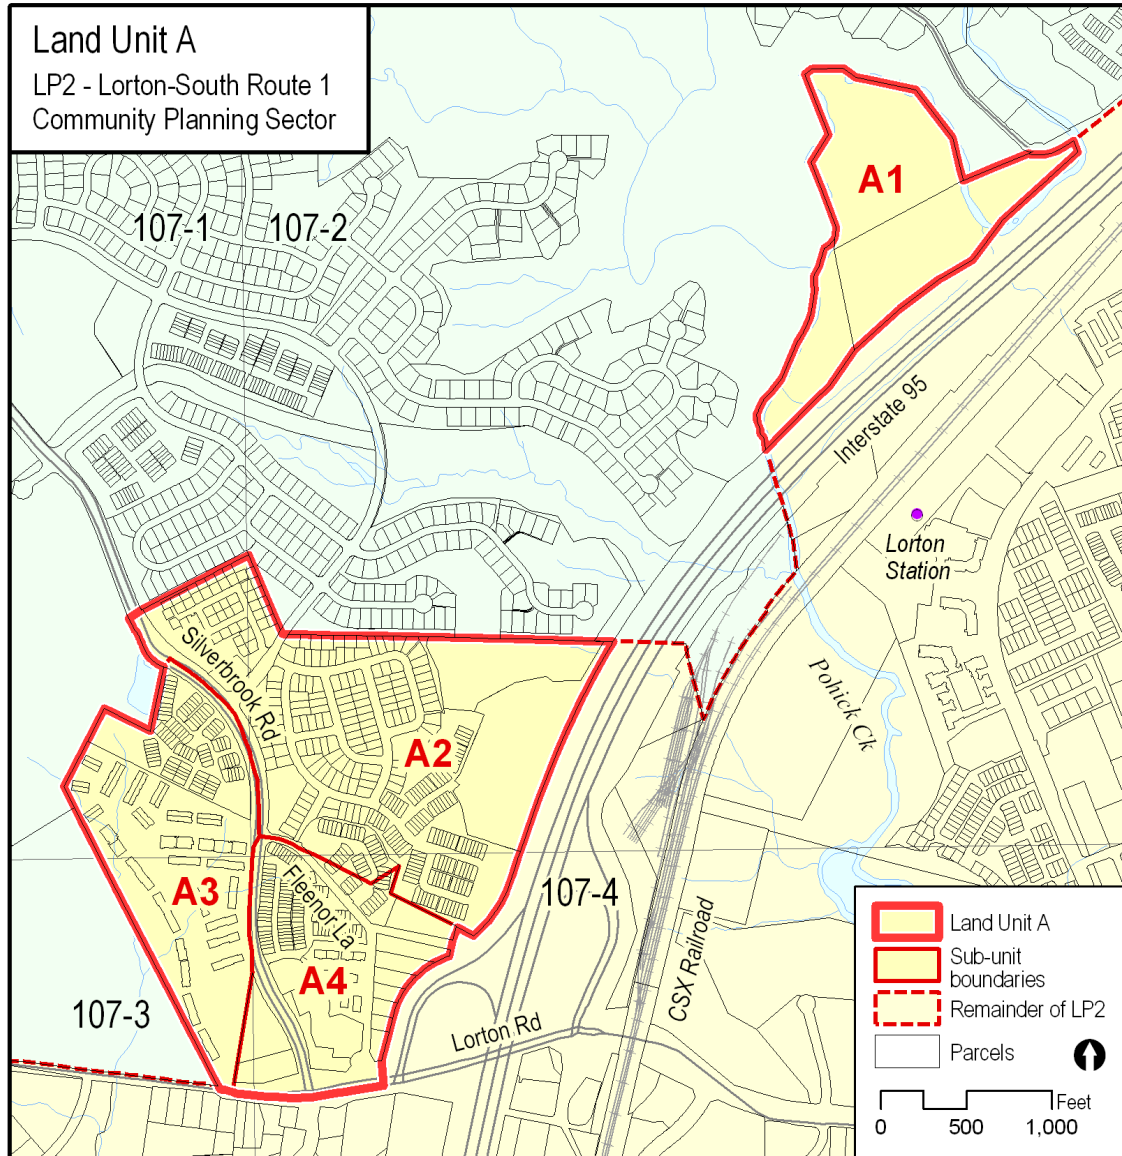 Land Unit A
LP2 - Lorton-South Route 1
Community Planning Sector
A1
107-1
107-2
Interstate 95
Lorton
Station
Silverbrook Rd
Pohick Ck
A2
A3
Fleenor La
107-4
A4
CSX Railroad
107-3
Lorton Rd
Land Unit A
Sub-unit
boundaries
Remainder of LP2
Parcels
Feet
0 500 1,000